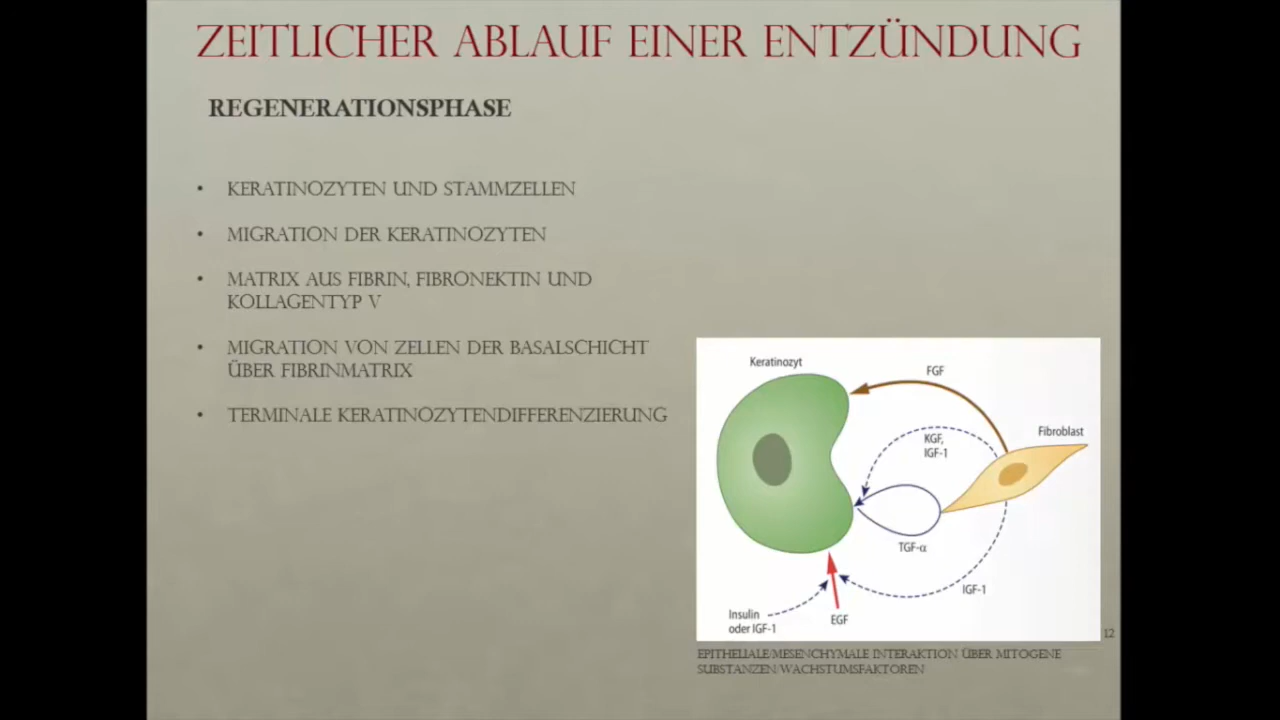 ZEITLICHER ABLAUF EINER ENTZÜNDUNG
REGENERATIONSPHASE
• KERATINOZYTEN UND STAMMZELLEN
• MIGRATION DER KERATINOZYTEN
• MATRIX AUS FIBRIN, FIBRONEKTIN UND
KOLLAGENTYP V
• MIGRATION VON ZELLEN DER BASALSCHICHT
ÜBER FIBRINMATRIX
• TERMINALE KERATINOZYTENDIFFERENZIERUNG
Keratinozyt
FGF
Fibroblast
KGF,
IGF-1
TGF-α
IGF-1
Insulin
oder IGF-1
EGF
12
EPITHELIALE/MESENCHYMALE INTERAKTION ÜBER MITOGENE
SUBSTANZEN/WACHSTUMSFAKTOREN